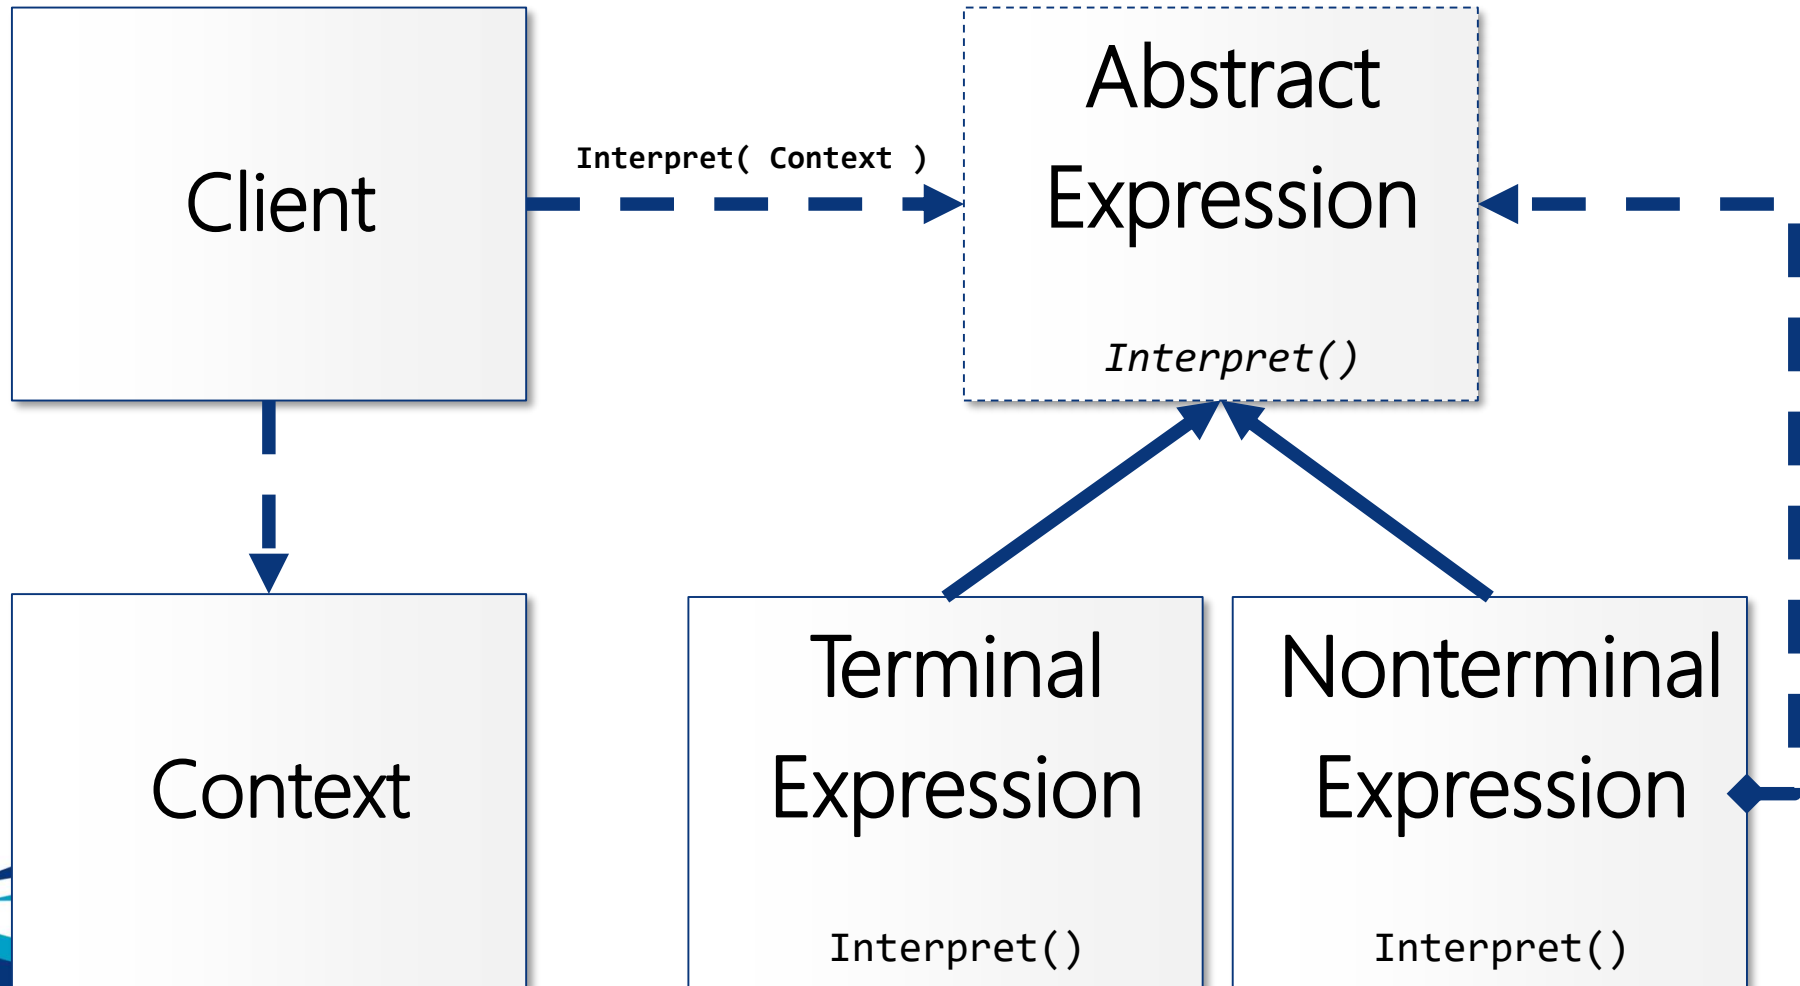 Client
Interpret( Context )
Abstract
Expression
Interpret()
Context
Terminal
Expression
Interpret()
Nonterminal
Expression
Interpret()